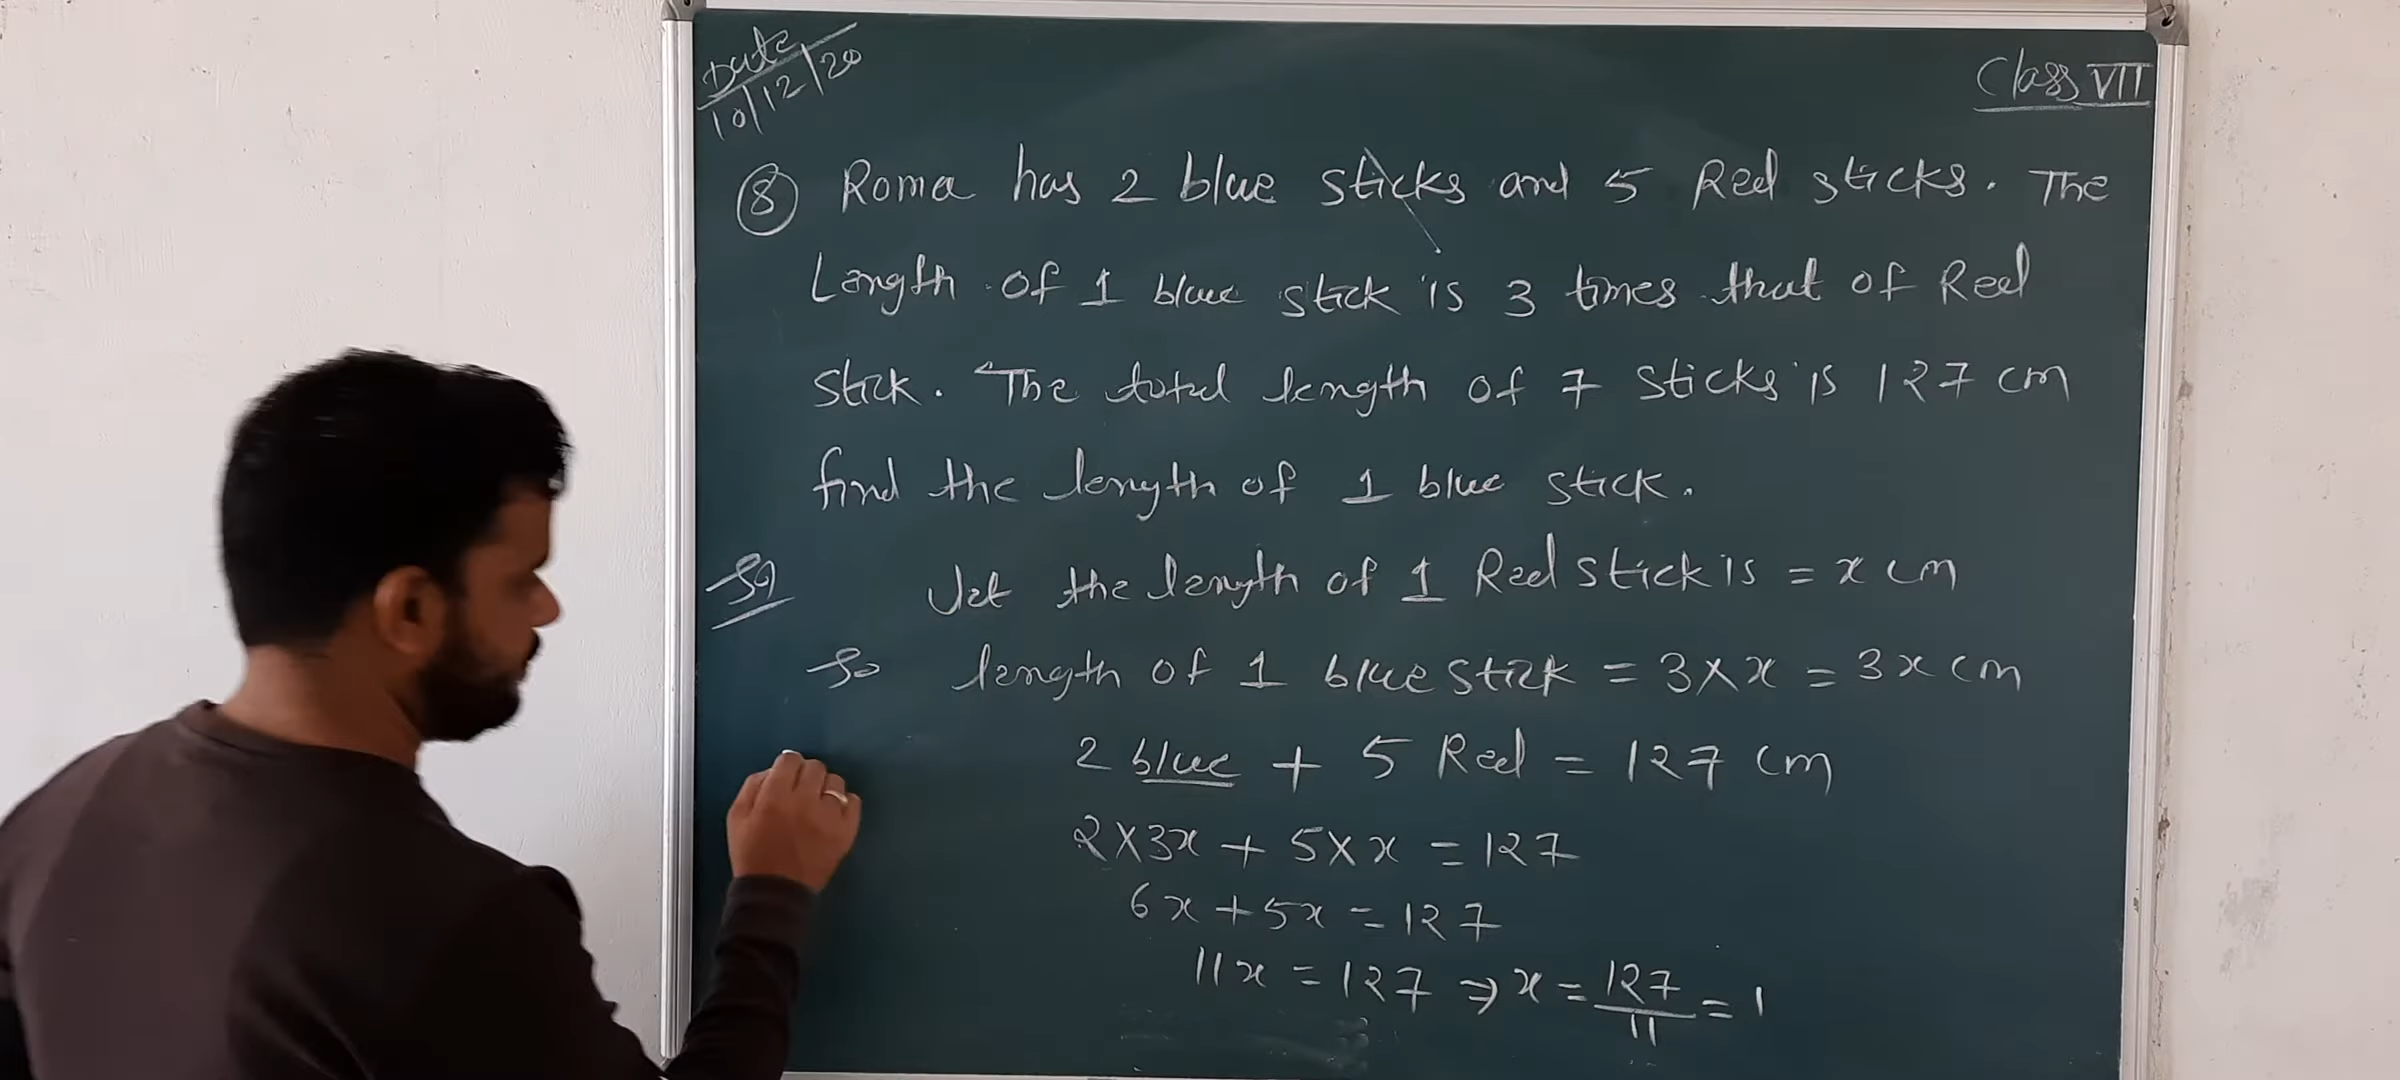 Date
10/12/20
Class VII
8 Roma has 2 blue sticks and 5 Red sticks. The
Length of 1 blue stick is 3 times that of Red
stick. The total length of 7 sticks is 127 cm
find the length of 1 blue stick.
Let the length of 1 Red stick is = x cm
So length of 1 blue stick = 3 × x = 3x cm
2 blue + 5 Red = 127 cm
2×3x + 5×x = 127
6x + 5x = 127
11x = 127 ⇒ x = 127/11 = 1